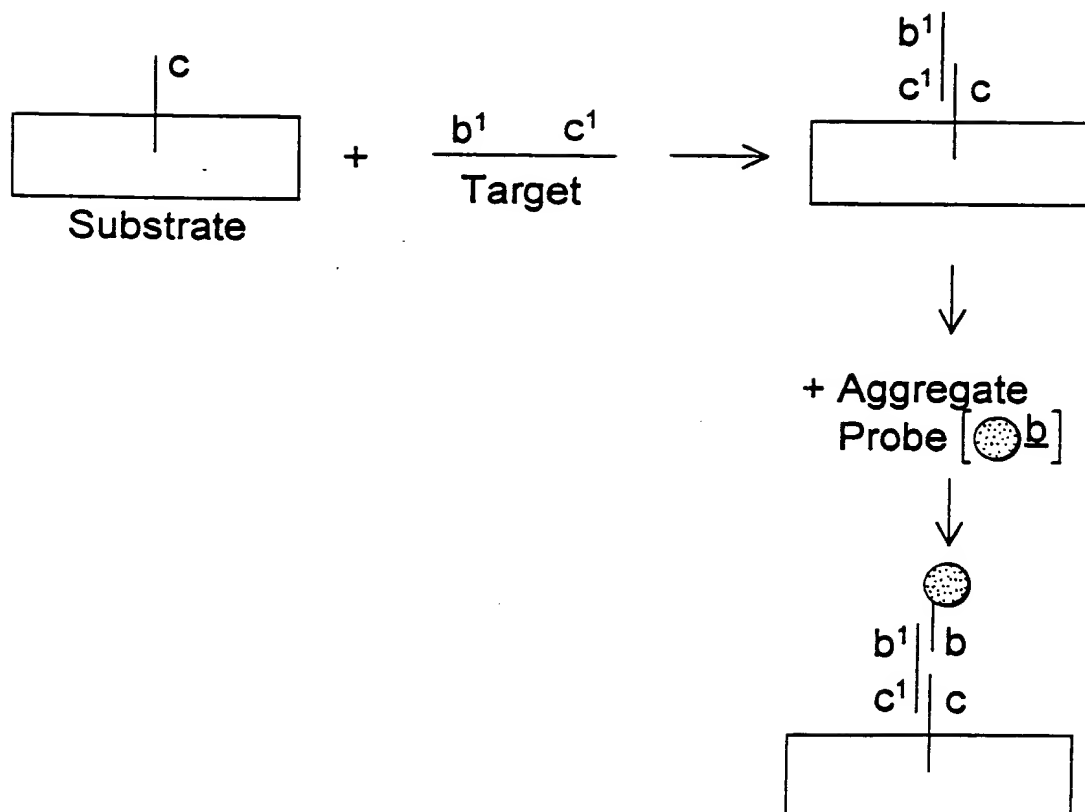 c
+
b¹ c¹
Target
Substrate
b¹
c¹ c
+ Aggregate
Probe [b]
b¹ b
c¹ c